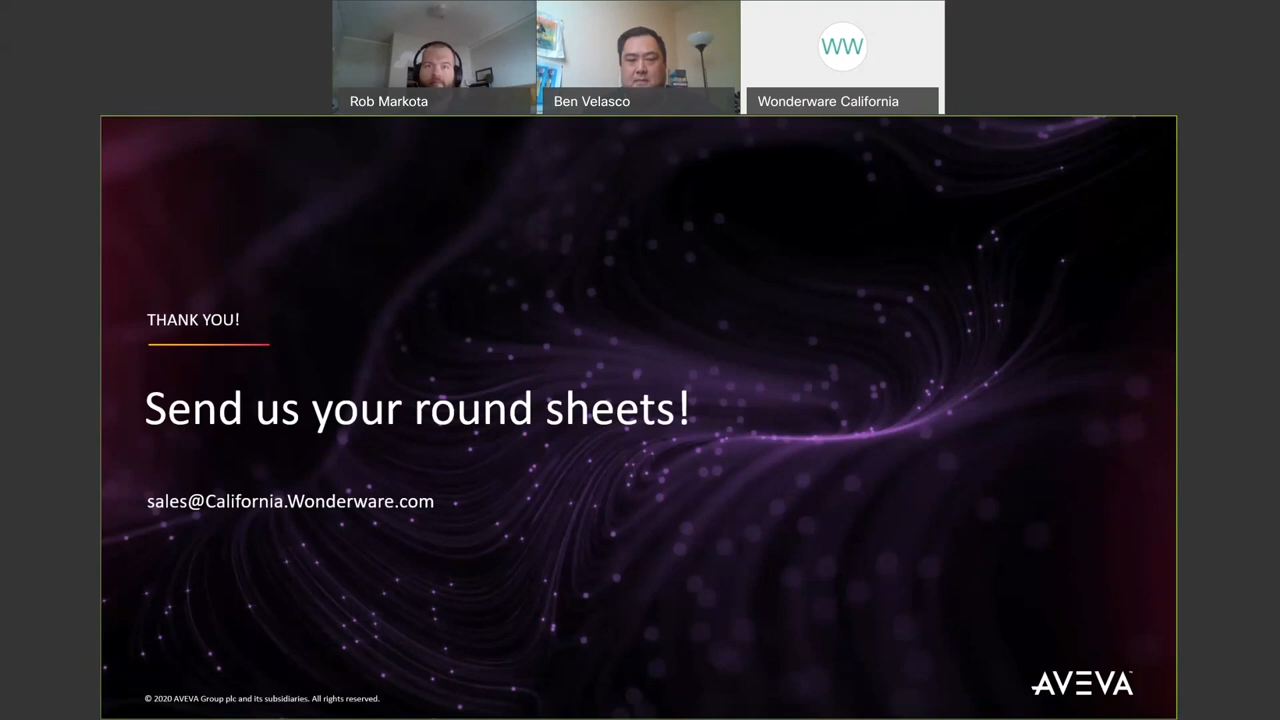 Rob Markota
Ben Velasco
WW
Wonderware California
THANK YOU!
Send us your round sheets!
sales@California.Wonderware.com
© 2020 AVEVA Group plc and its subsidiaries. All rights reserved.
AVEVA